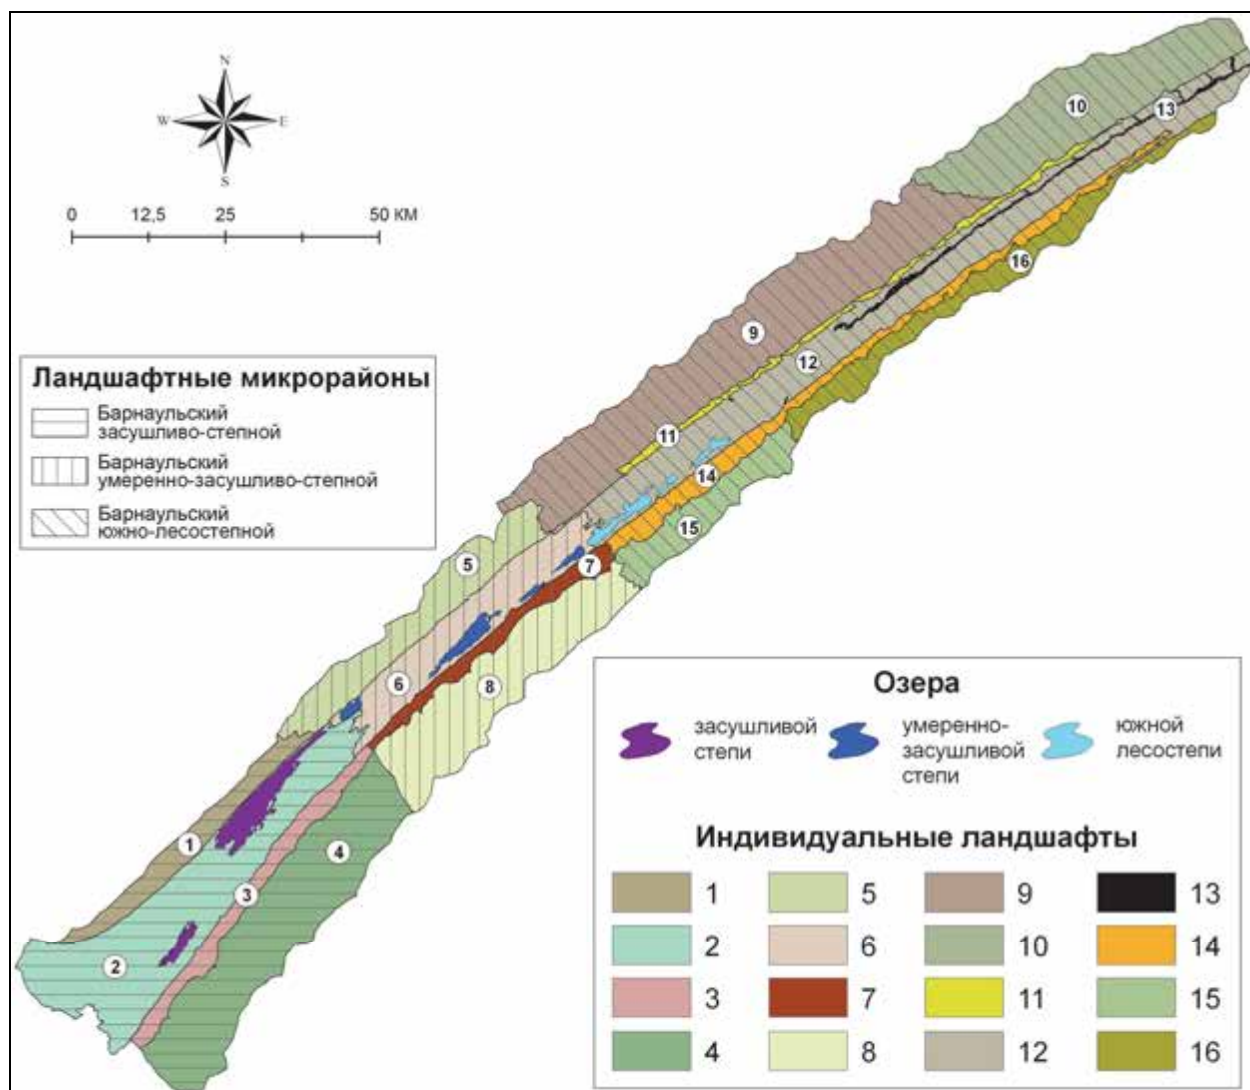 N
W E
S
0 12,5 25 50 КМ
Ландшафтные микрорайоны
Барнаульский
засушливо-степной
Барнаульский
умеренно-засушливо-степной
Барнаульский
южно-лесостепной
10
13
16
9
12
11
14
15
5
7
6
8
1
4
3
2
Озера
засушливой
степи
умеренно-
засушливой
степи
южной
лесостепи
Индивидуальные ландшафты
1 5 9 13
2 6 10 14
3 7 11 15
4 8 12 16